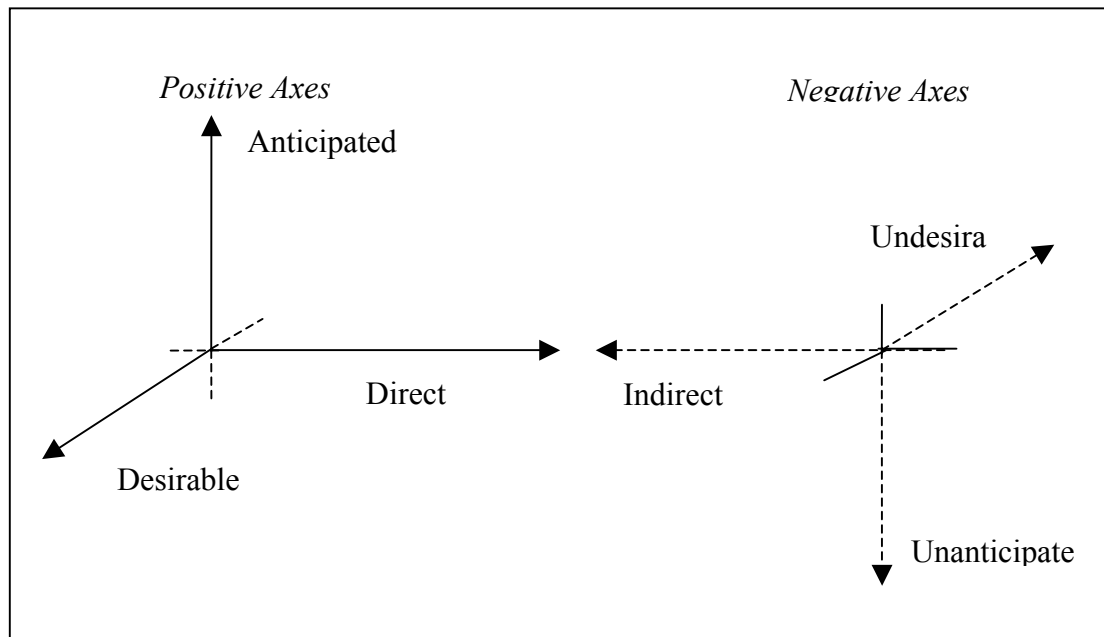 Positive Axes
Negative Axes
Anticipated
Undesira
Direct
Indirect
Desirable
Unanticipate